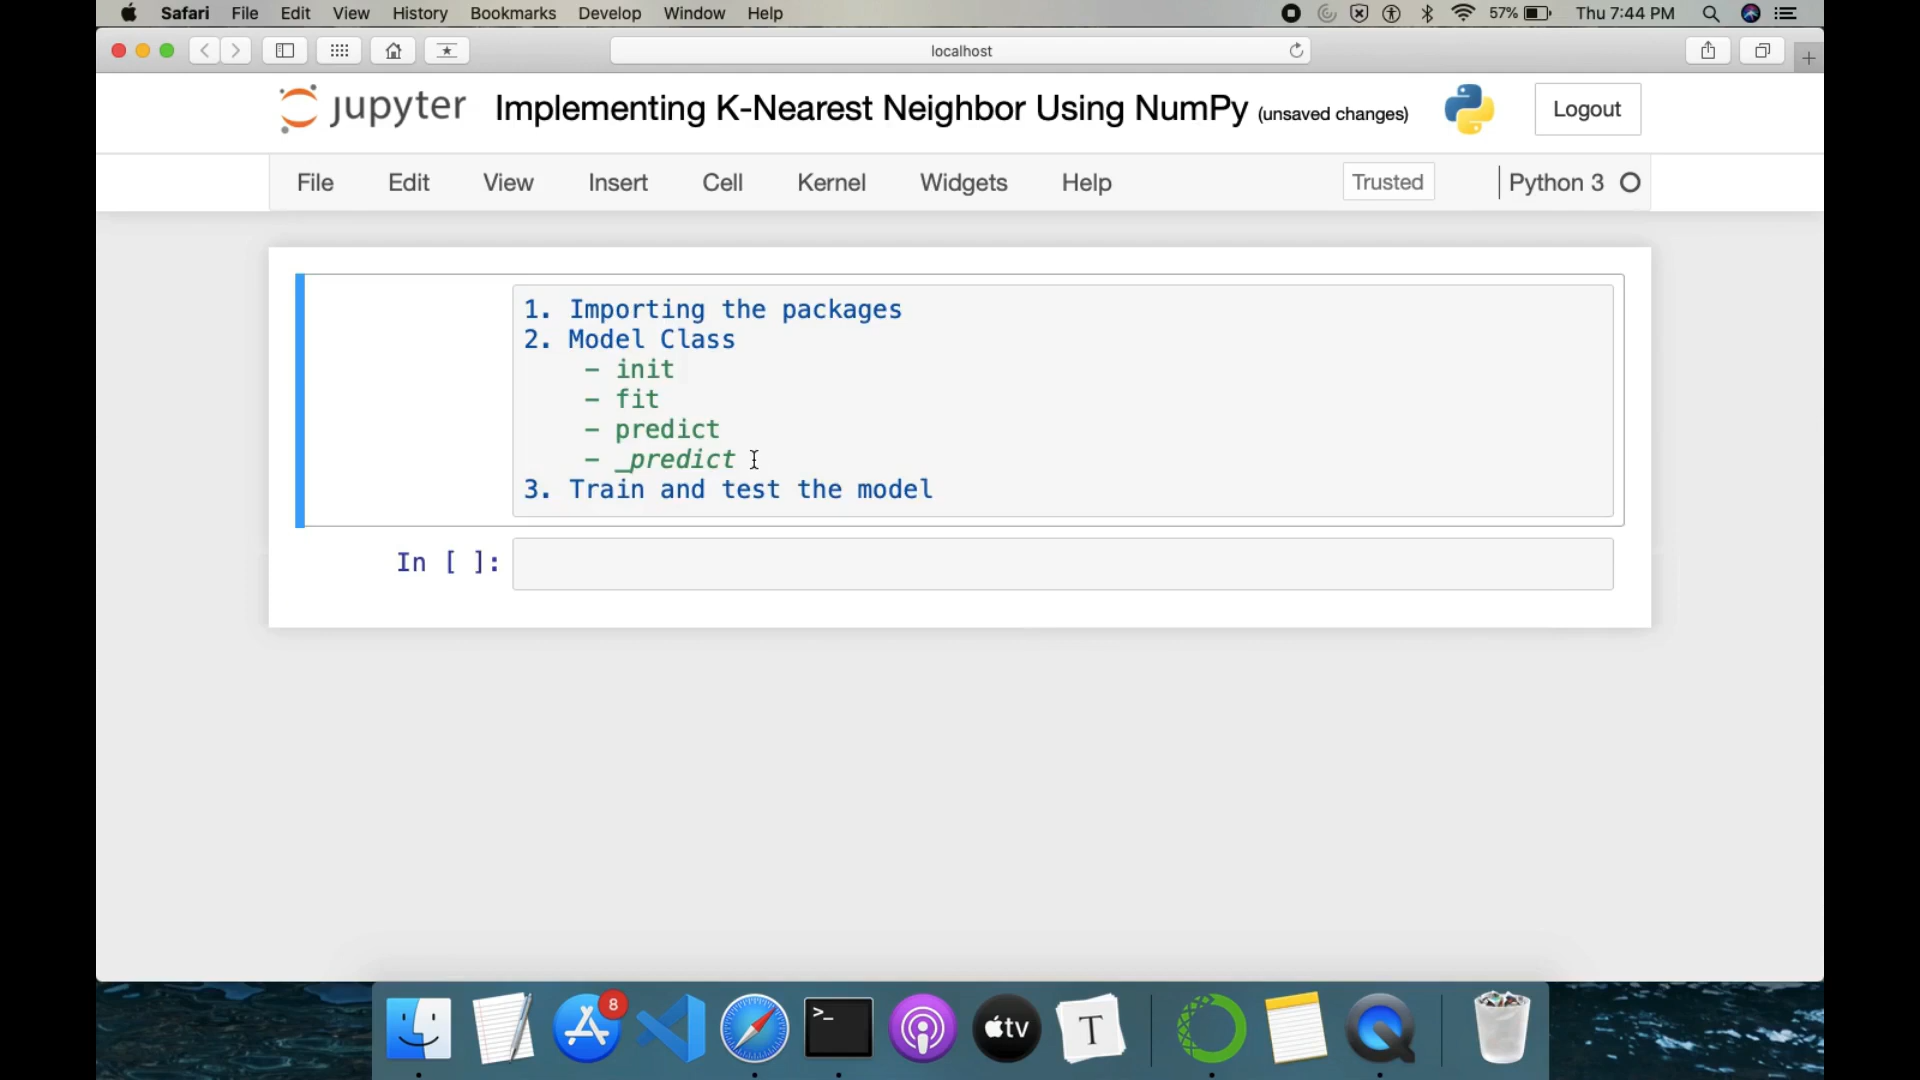 Safari File Edit View History Bookmarks Develop Window Help 57% Thu 7:44 PM
localhost
jupyter Implementing K-Nearest Neighbor Using NumPy (unsaved changes) Logout
File Edit View Insert Cell Kernel Widgets Help Trusted Python 3
1. Importing the packages
2. Model Class
- init
- fit
- predict
- _predict
3. Train and test the model
In [ ]:
8
>_
tv
T